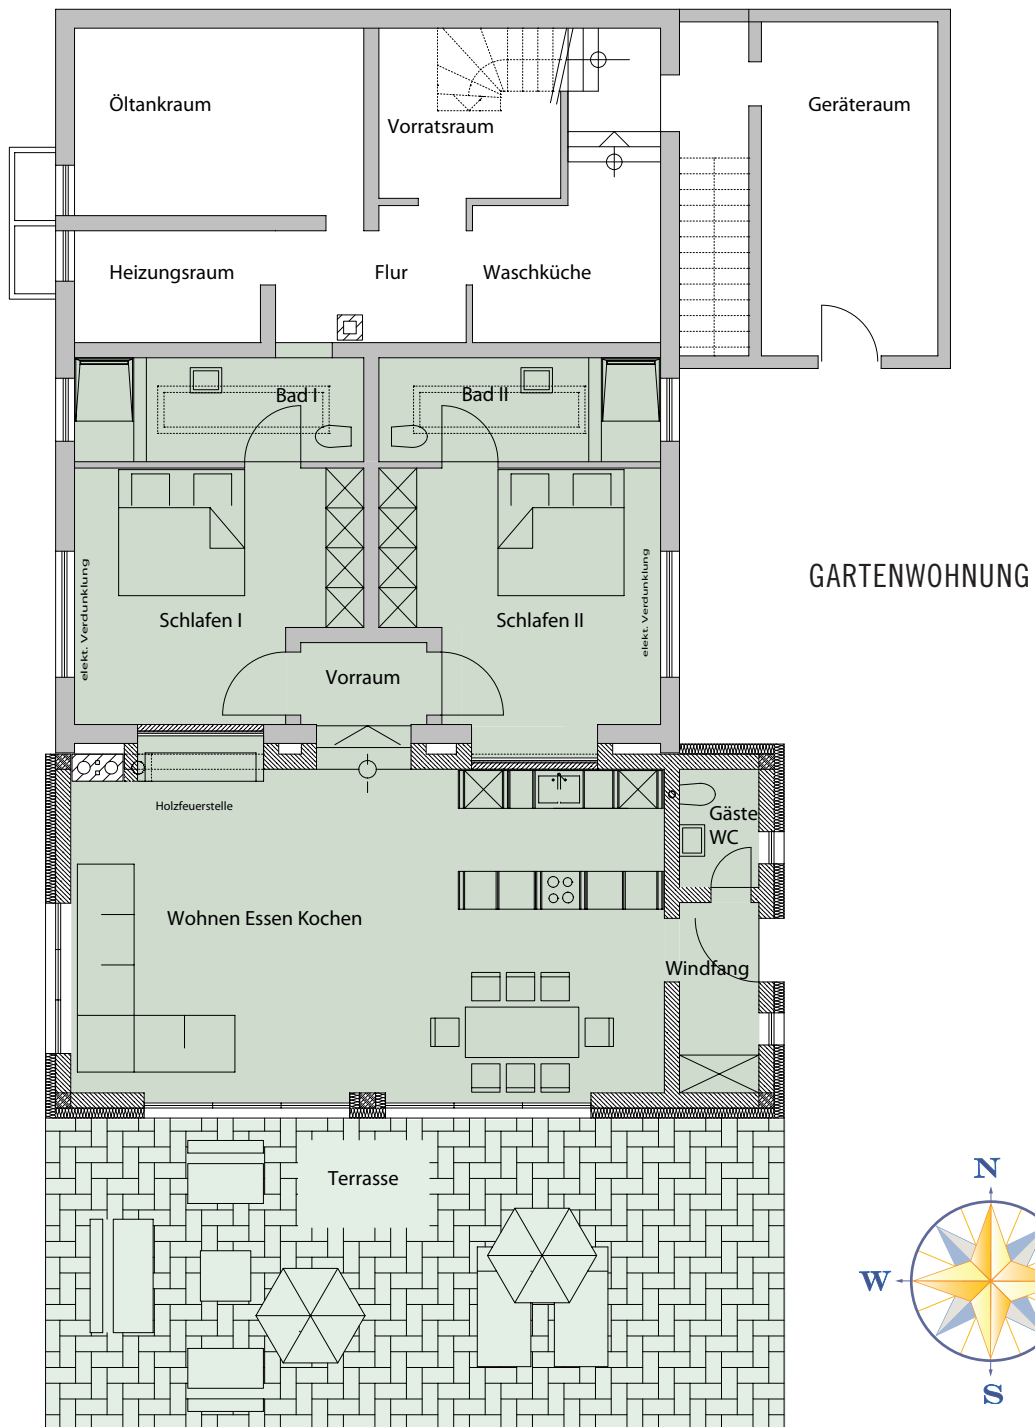 Öltankraum
Vorratsraum
Geräteraum
Heizungsraum
Flur
Waschküche
Bad I
Bad II
elekt. Verdunklung
elekt. Verdunklung
GARTENWOHNUNG
Schlafen I
Schlafen II
Vorraum
Holzfeuerstelle
Gäste
WC
Wohnen Essen Kochen
Windfang
Terrasse
N
W
S